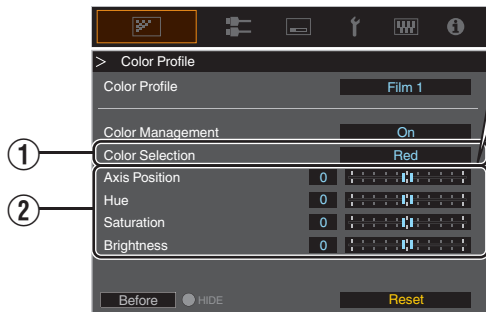 > Color Profile
Color Profile Film 1
Color Management On
① Color Selection Red
② Axis Position 0
Hue 0
Saturation 0
Brightness 0
Before HIDE Reset